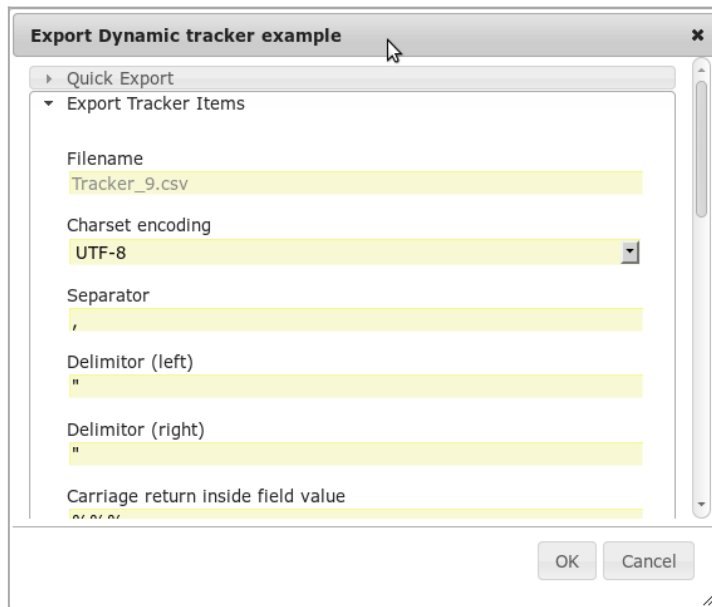 Export Dynamic tracker example
Quick Export
Export Tracker Items
Filename
Tracker_9.csv
Charset encoding
UTF-8
Separator
,
Delimitor (left)
"
Delimitor (right)
"
Carriage return inside field value
%%%
OK Cancel